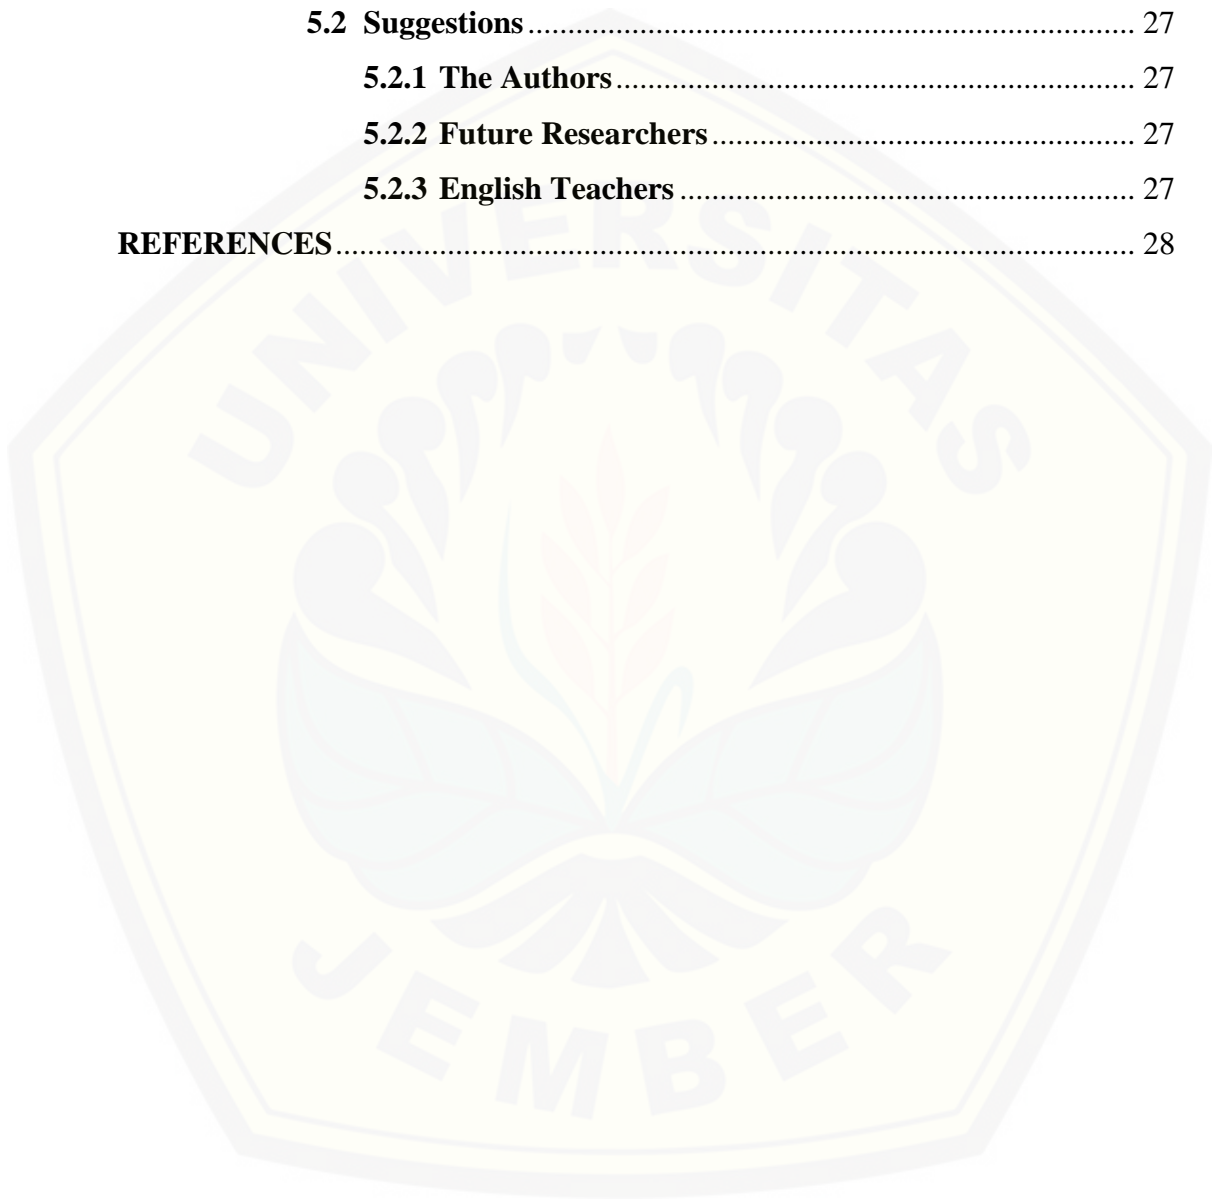 5.2 Suggestions ........................................................................... 27
5.2.1 The Authors ................................................................ 27
5.2.2 Future Researchers .................................................... 27
5.2.3 English Teachers ........................................................ 27
REFERENCES .................................................................................................. 28
UNIVERSITAS
JEMBER